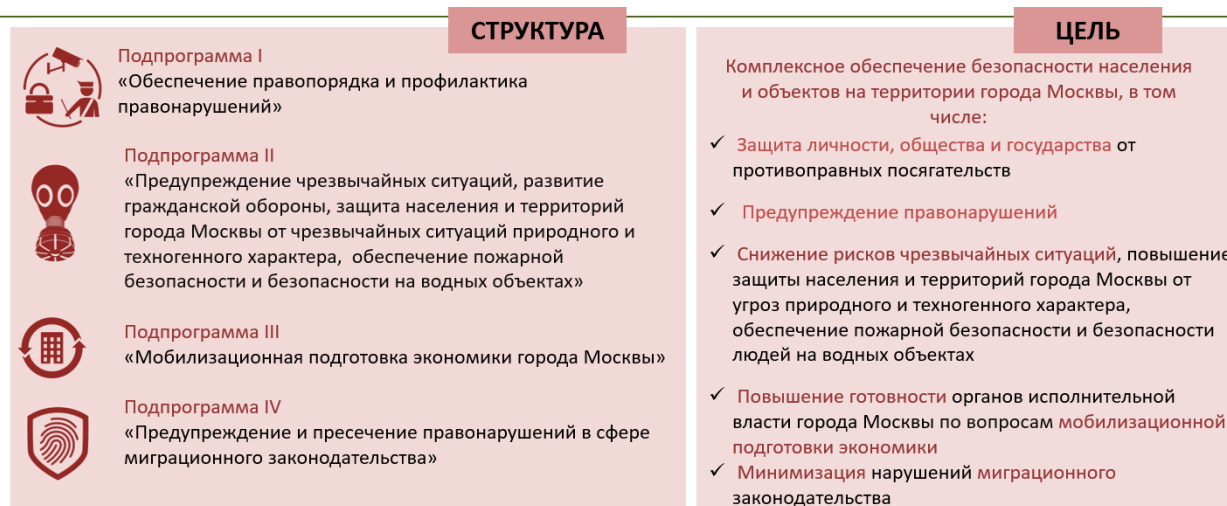 СТРУКТУРА
Подпрограмма I
«Обеспечение правопорядка и профилактика
правонарушений»
Подпрограмма II
«Предупреждение чрезвычайных ситуаций, развитие
гражданской обороны, защита населения и территорий
города Москвы от чрезвычайных ситуаций природного и
техногенного характера, обеспечение пожарной
безопасности и безопасности на водных объектах»
Подпрограмма III
«Мобилизационная подготовка экономики города Москвы»
Подпрограмма IV
«Предупреждение и пресечение правонарушений в сфере
миграционного законодательства»
ЦЕЛЬ
Комплексное обеспечение безопасности населения
и объектов на территории города Москвы, в том
числе:
✓ Защита личности, общества и государства от
противоправных посягательств
✓ Предупреждение правонарушений
✓ Снижение рисков чрезвычайных ситуаций, повышение
защиты населения и территорий города Москвы от
угроз природного и техногенного характера,
обеспечение пожарной безопасности и безопасности
людей на водных объектах
✓ Повышение готовности органов исполнительной
власти города Москвы по вопросам мобилизационной
подготовки экономики
✓ Минимизация нарушений миграционного
законодательства